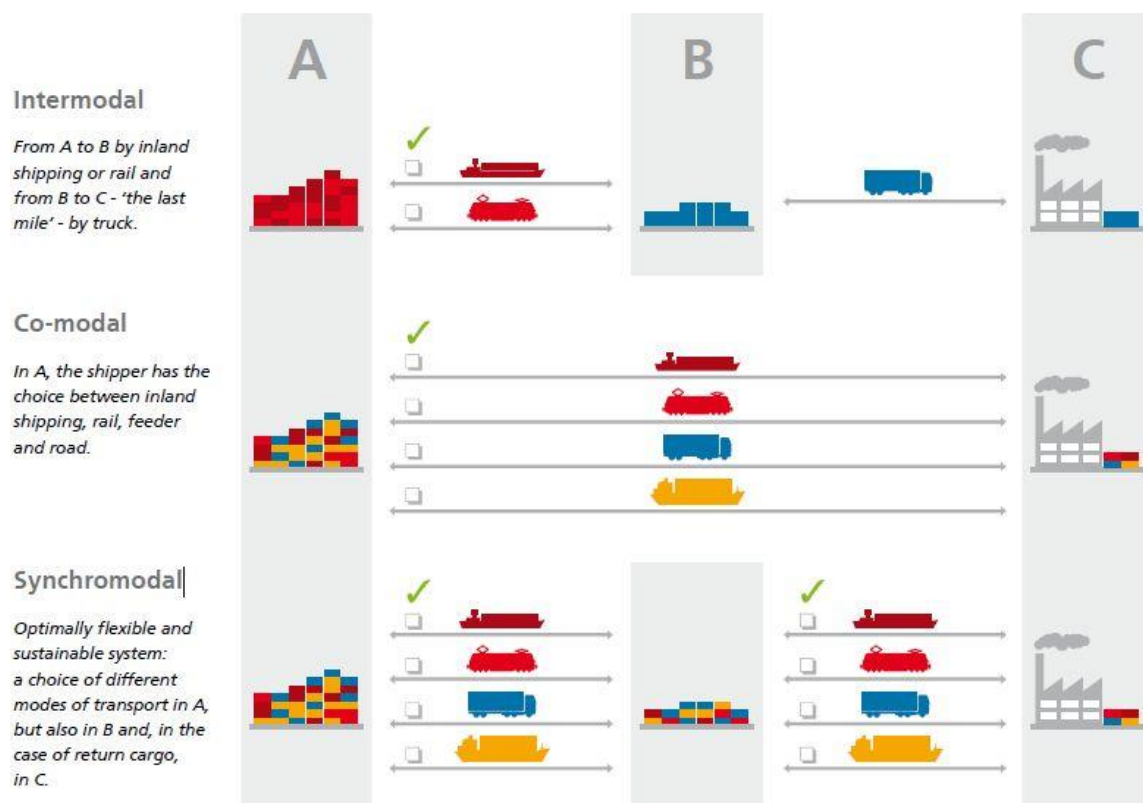 A
B
C
Intermodal
From A to B by inland
shipping or rail and
from B to C - ‘the last
mile’ - by truck.
Co-modal
In A, the shipper has the
choice between inland
shipping, rail, feeder
and road.
Synchromodal
Optimally flexible and
sustainable system:
a choice of different
modes of transport in A,
but also in B and, in the
case of return cargo,
in C.